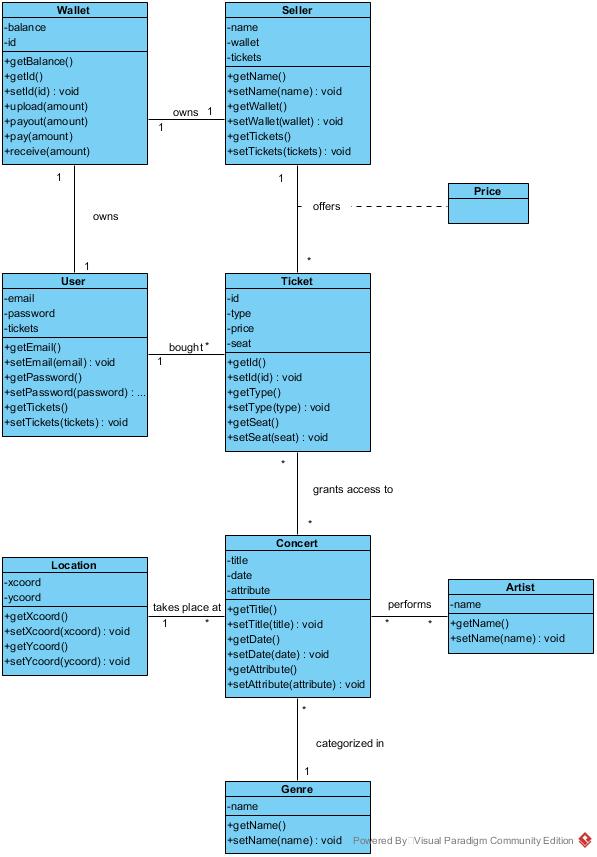 Wallet
-balance
-id
+getBalance()
+getId()
+setId(id) : void
+upload(amount)
+payout(amount)
+pay(amount)
+receive(amount)
Seller
-name
-wallet
-tickets
+getName()
+setName(name) : void
+getWallet()
+setWallet(wallet) : void
+getTickets()
+setTickets(tickets) : void
owns 1
1
1
owns
1
1
offers
*
Price
User
-email
-password
-tickets
+getEmail()
+setEmail(email) : void
+getPassword()
+setPassword(password) : ...
+getTickets()
+setTickets(tickets) : void
bought *
1
Ticket
-id
-type
-price
-seat
+getId()
+setId(id) : void
+getType()
+setType(type) : void
+getSeat()
+setSeat(seat) : void
*
grants access to
*
Location
-xcoord
-ycoord
+getXcoord()
+setXcoord(xcoord) : void
+getYcoord()
+setYcoord(ycoord) : void
takes place at
1 *
Concert
-title
-date
-attribute
+getTitle()
+setTitle(title) : void
+getDate()
+setDate(date) : void
+getAttribute()
+setAttribute(attribute) : void
performs
* *
Artist
-name
+getName()
+setName(name) : void
*
categorized in
1
Genre
-name
+getName()
+setName(name) : void
Powered By Visual Paradigm Community Edition